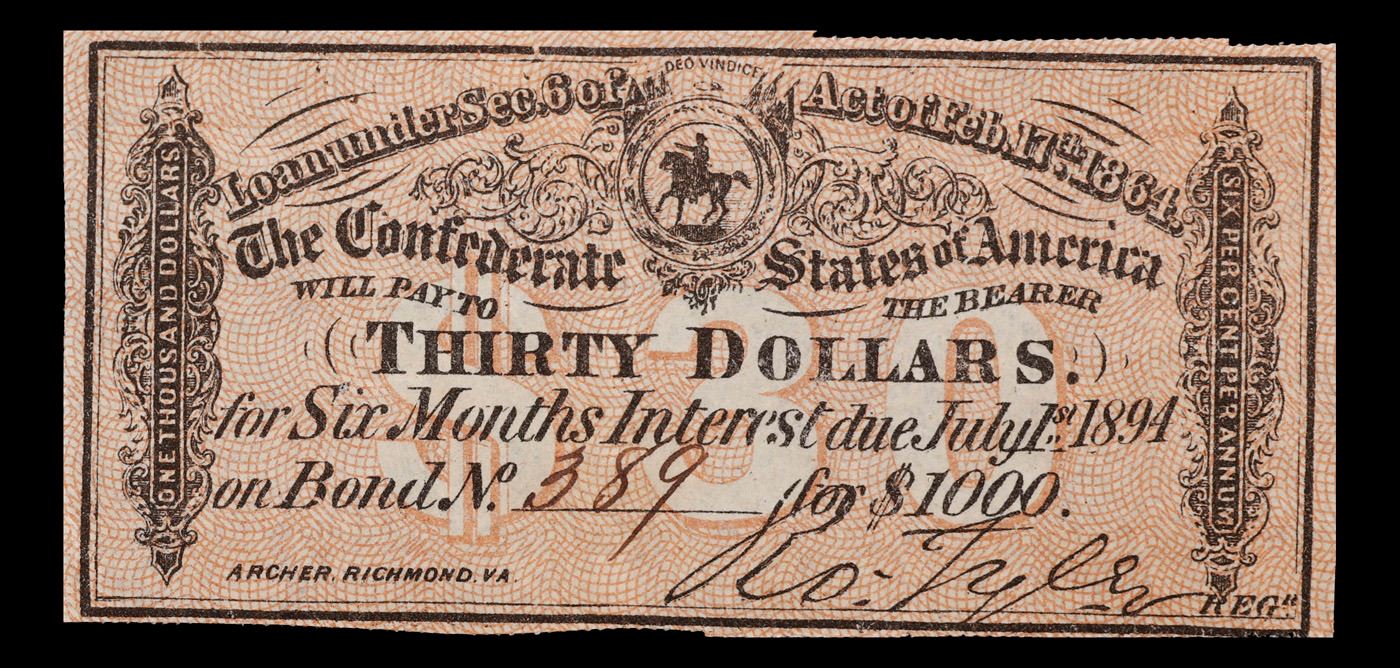 DEO VINDICE
Loan under Sec. 6 of Act of Feb. 17th 1864.
The Confederate States of America
WILL PAY TO THE BEARER
THIRTY DOLLARS.
for Six Months Interest due July 1st 1894
on Bond No. 389 for $1000.
Ro. Tyler
REGR
ARCHER, RICHMOND, VA.
ONE THOUSAND DOLLARS
SIX PER CENT PER ANNUM
$30